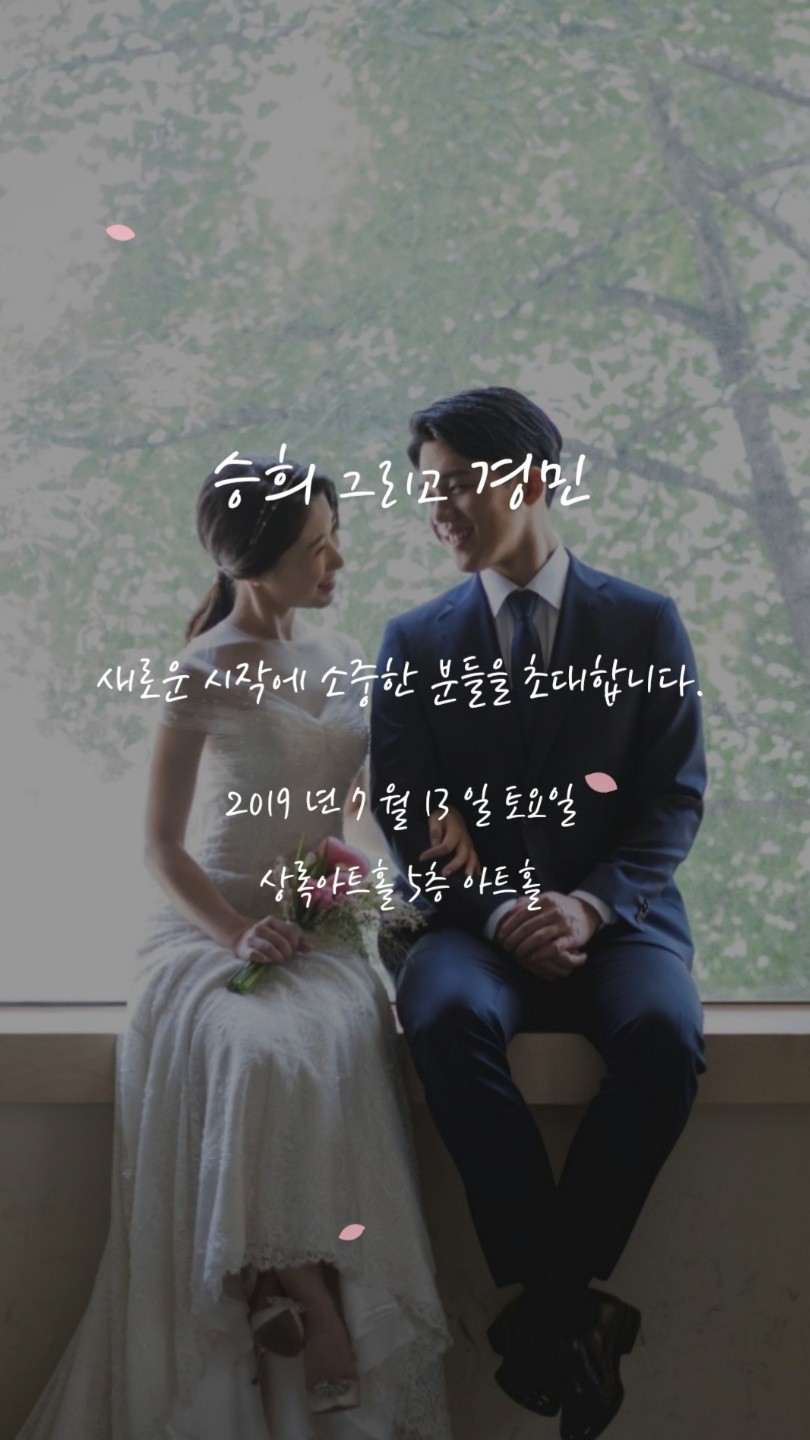 승희 그리고 경민
새로운 시작에 소중한 분들을 초대합니다.
2019 년 7 월 13 일 토요일
상록아트홀 5층 아트홀